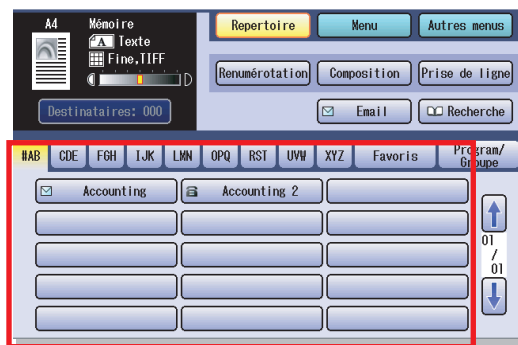 A4 Mémoire
A Texte
Fine,TIFF
D
Destinataires: 000
Repertoire Menu Autres menus
Renumérotation Composition Prise de ligne
Email Recherche
#AB CDE FGH IJK LMN OPQ RST UVW XYZ Favoris Program/
Groupe
Accounting Accounting 2
01
/
01